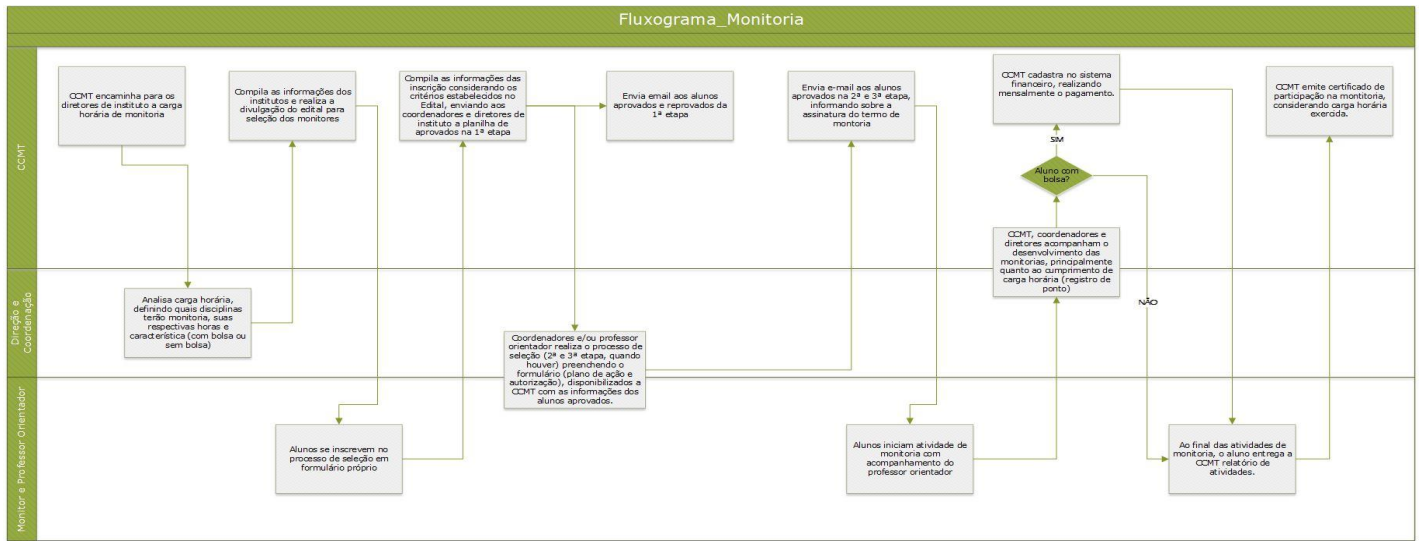 Fluxograma_Monitoria
CCMT
CCMT encaminha para os
diretores de instituto a carga
horária de monitoria
Compila as informações dos
institutos e realiza a
divulgação do edital para
seleção dos monitores
Compila as informações das
inscrição considerando os
critérios estabelecidos no
Edital, enviando aos
coordenadores e diretores de
instituto a planilha de
aprovados na 1ª etapa
Envia email aos alunos
aprovados e reprovados da
1ª etapa
Envia e-mail aos alunos
aprovados na 2ª e 3ª etapa,
informando sobre a
assinatura do termo de
montoria
CCMT cadastra no sistema
financeiro, realizando
mensalmente o pagamento.
CCMT emite certificado de
participação na montitoria,
considerando carga horária
exercida.
SIM
Aluno com
bolsa?
CCMT, coordenadores e
diretores acompanham o
desenvolvimento das
monitorias, principalmente
quanto ao cumprimento de
carga horária (registro de
ponto)
NÃO
Direção e
Coordenação
Analisa carga horária,
definindo quais disciplinas
terão monitoria, suas
respectivas horas e
característica (com bolsa ou
sem bolsa)
Coordenadores e/ou professor
orientador realiza o processo de
seleção (2ª e 3ª etapa, quando
houver) preenchendo o
formulário (plano de ação e
autorização), disponibilizados a
CCMT com as informações dos
alunos aprovados.
Monitor e Professor Orientador
Alunos se inscrevem no
processo de seleção em
formulário próprio
Alunos iniciam atividade de
monitoria com
acompanhamento do
professor orientador
Ao final das atividades de
monitoria, o aluno entrega a
CCMT relatório de
atividades.